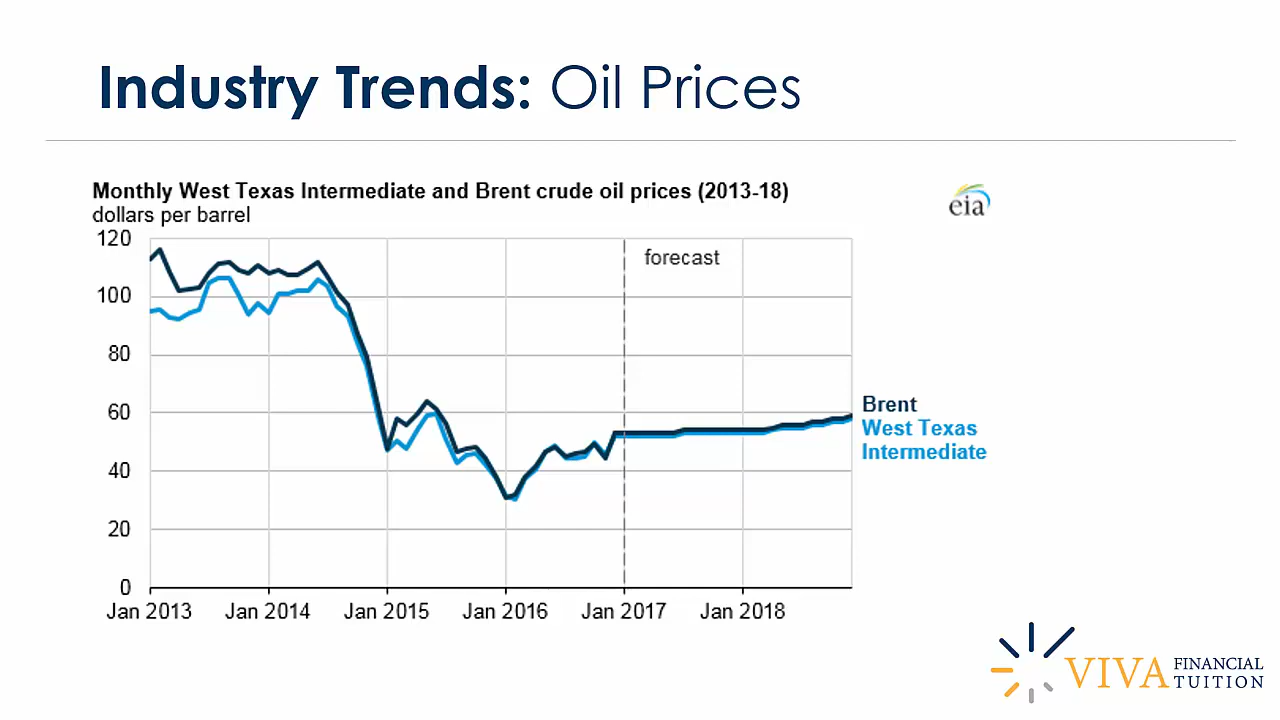 Industry Trends: Oil Prices
Monthly West Texas Intermediate and Brent crude oil prices (2013-18)
dollars per barrel
eia
120
100
80
60
40
20
0
forecast
Brent
West Texas
Intermediate
Jan 2013 Jan 2014 Jan 2015 Jan 2016 Jan 2017 Jan 2018
VIVA FINANCIAL
TUITION